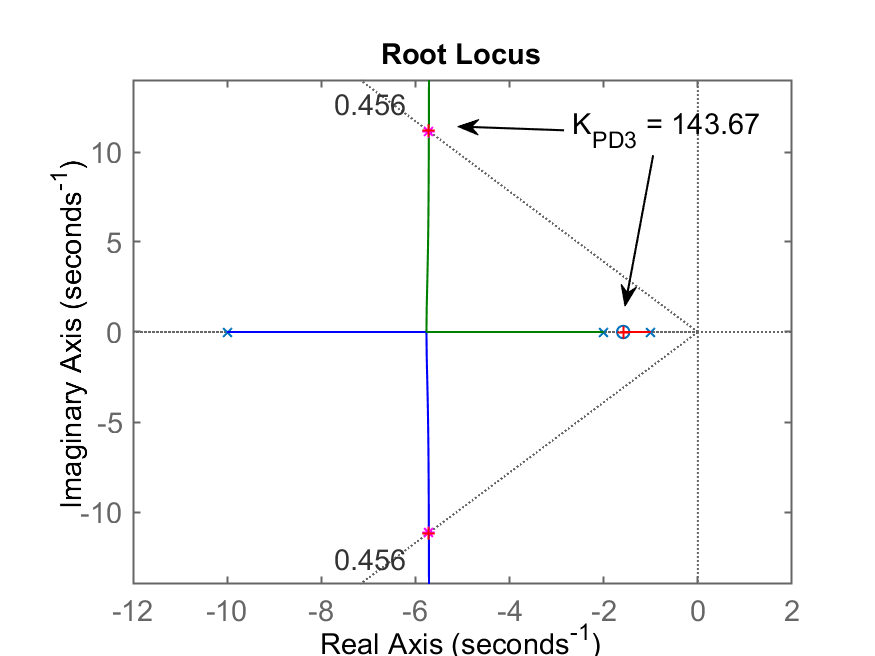 Root Locus
0.456
K_PD3 = 143.67
10
5
0
-5
-10
Imaginary Axis (seconds^-1)
0.456
-12 -10 -8 -6 -4 -2 0 2
Real Axis (seconds^-1)